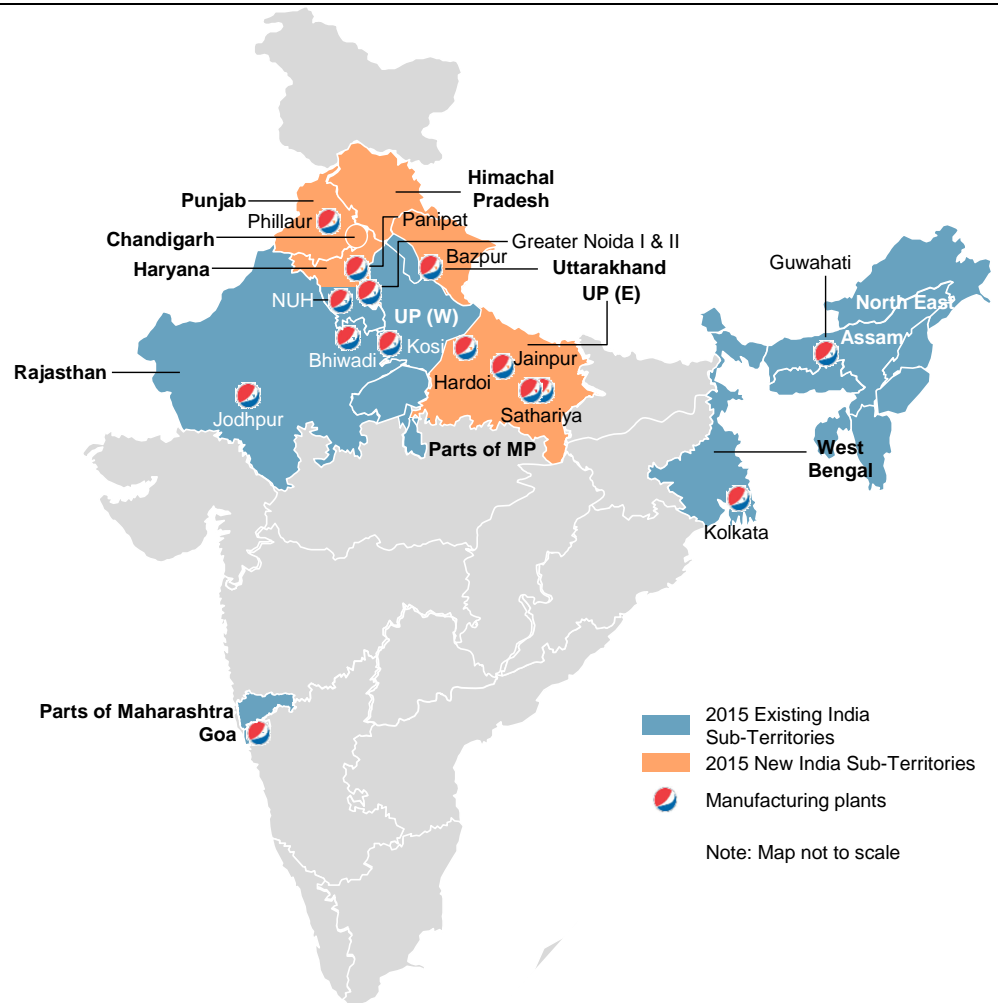 Himachal
Pradesh
Punjab
Phillaur
Panipat
Chandigarh
Greater Noida I & II
Haryana
Bazpur
Uttarakhand
Guwahati
NUH
UP (E)
North East
UP (W)
Assam
Bhiwadi
Kosi
Jainpur
Rajasthan
Hardoi
Jodhpur
Sathariya
Parts of MP
West
Bengal
Kolkata
Parts of Maharashtra
Goa
2015 Existing India
Sub-Territories
2015 New India Sub-Territories
Manufacturing plants
Note: Map not to scale